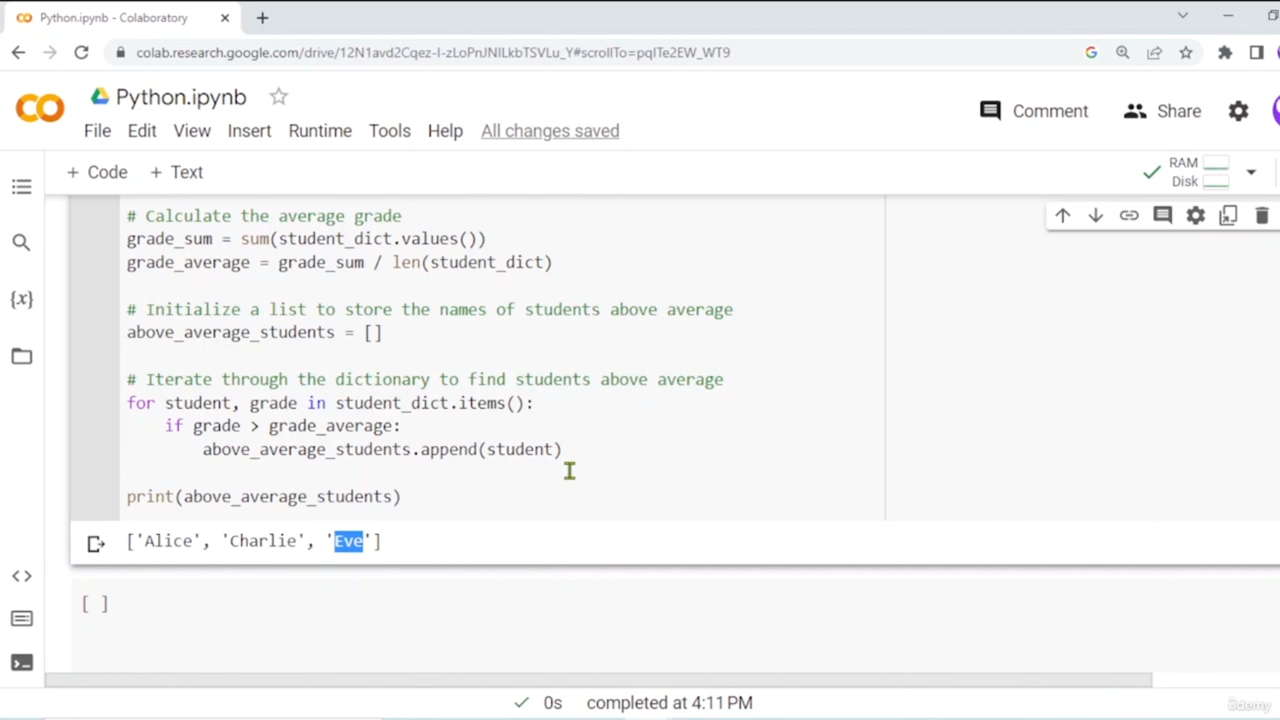 Python.ipynb - Colaboratory
colab.research.google.com/drive/12N1avd2Cqez-I-zLoPnJNILkbTSVLu_Y#scrollTo=pqITe2EW_WT9
Python.ipynb
Comment
Share
File Edit View Insert Runtime Tools Help All changes saved
+ Code + Text
RAM
Disk
# Calculate the average grade
grade_sum = sum(student_dict.values())
grade_average = grade_sum / len(student_dict)
# Initialize a list to store the names of students above average
above_average_students = []
# Iterate through the dictionary to find students above average
for student, grade in student_dict.items():
if grade > grade_average:
above_average_students.append(student)
print(above_average_students)
['Alice', 'Charlie', 'Eve']
[ ]
0s completed at 4:11 PM
ûdemy